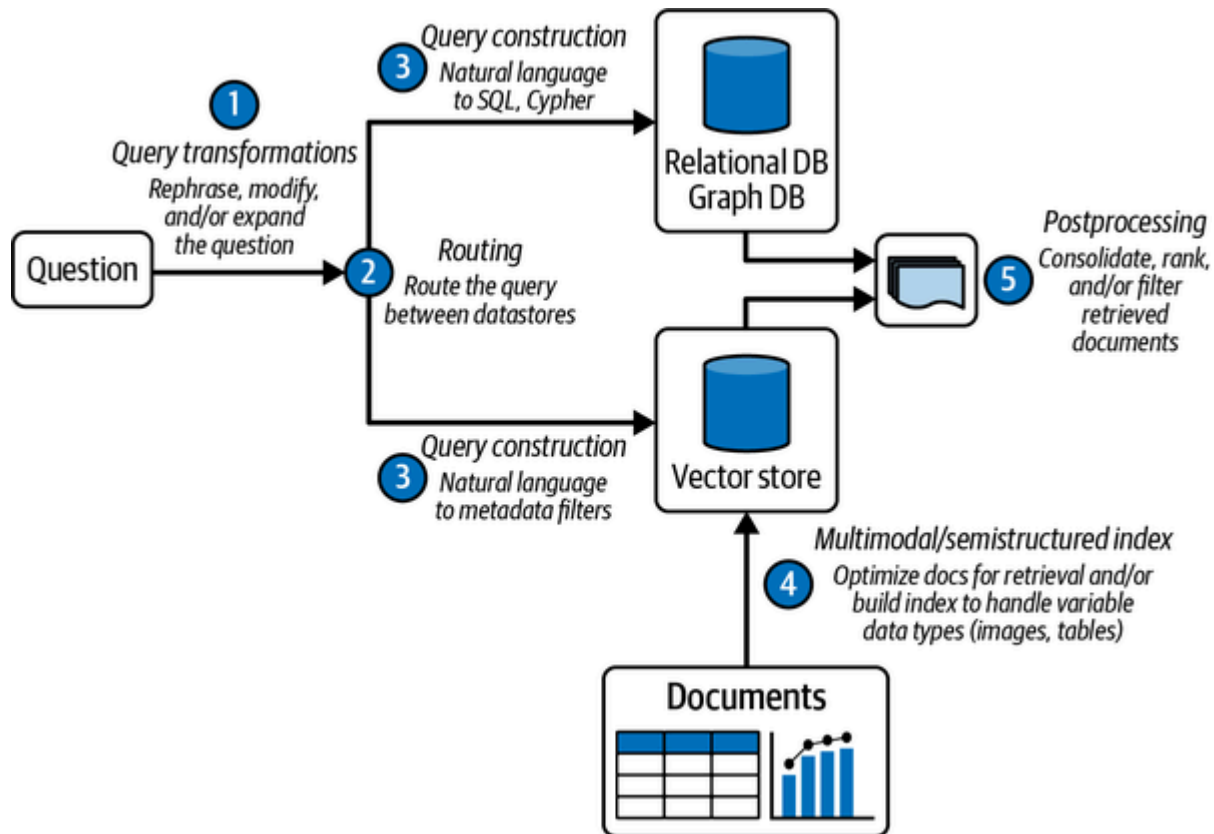 3
Query construction
Natural language
to SQL, Cypher
1
Query transformations
Rephrase, modify,
and/or expand
the question
Question
2
Routing
Route the query
between datastores
Relational DB
Graph DB
Postprocessing
5
Consolidate, rank,
and/or filter
retrieved
documents
3
Query construction
Natural language
to metadata filters
Vector store
Multimodal/semistructured index
4
Optimize docs for retrieval and/or
build index to handle variable
data types (images, tables)
Documents